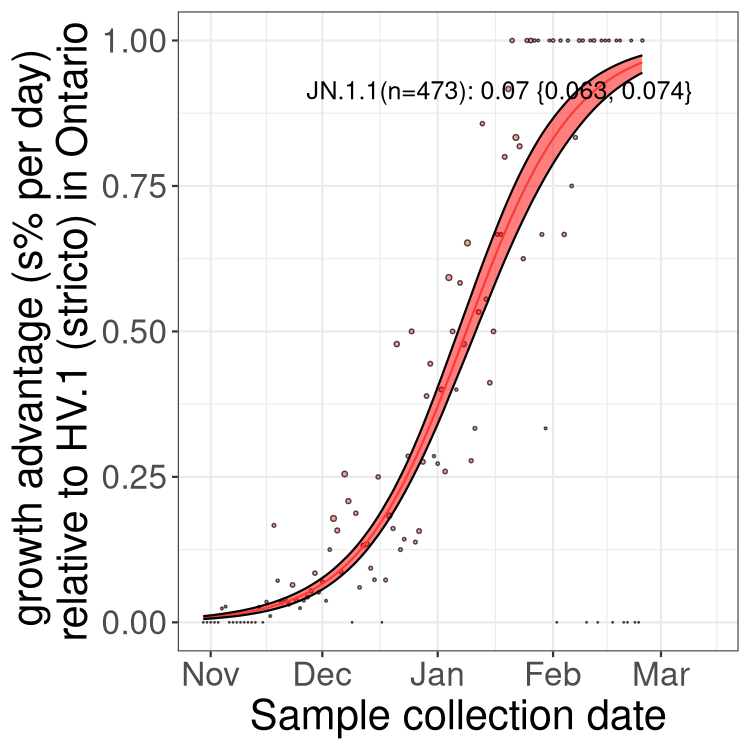 growth advantage (s% per day)
relative to HV.1 (stricto) in Ontario
1.00
0.75
0.50
0.25
0.00
JN.1.1(n=473): 0.07 {0.063, 0.074}
Nov Dec Jan Feb Mar
Sample collection date